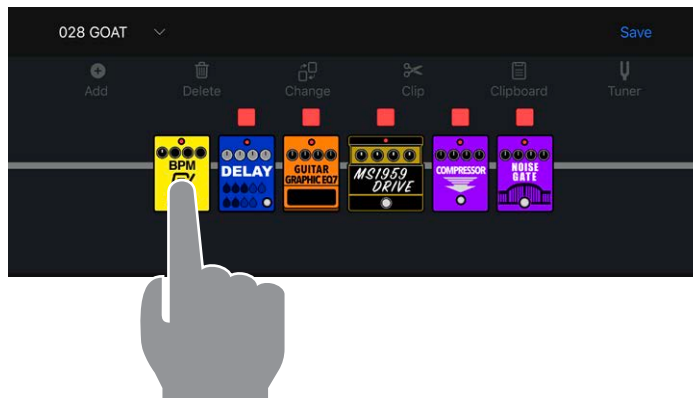 028 GOAT
Save
Add
Delete
Change
Clip
Clipboard
Tuner
BPM
DELAY
GUITAR
GRAPHIC EQ7
MS1959
DRIVE
COMPRESSOR
NOISE
GATE